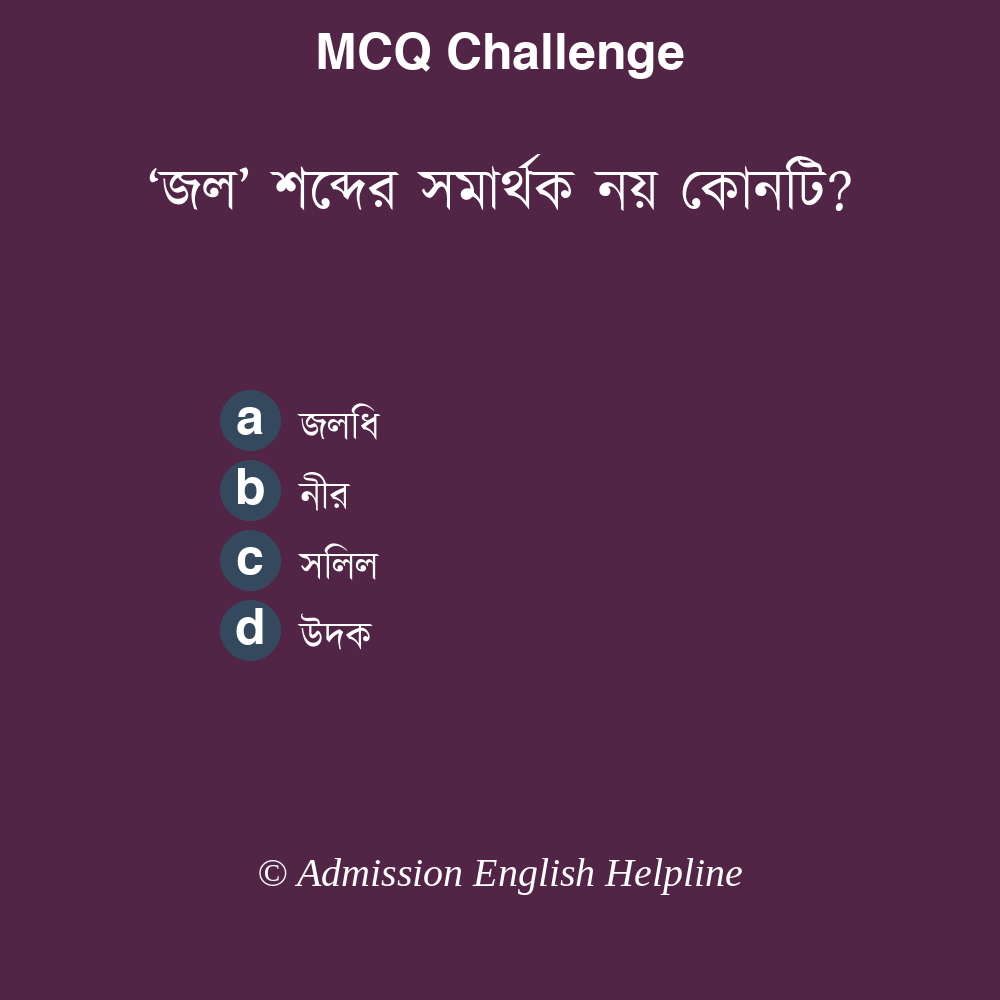 MCQ Challenge
‘জল’ শব্দের সমার্থক নয় কোনটি?
a জলধি
b নীর
c সলিল
d উদক
© Admission English Helpline